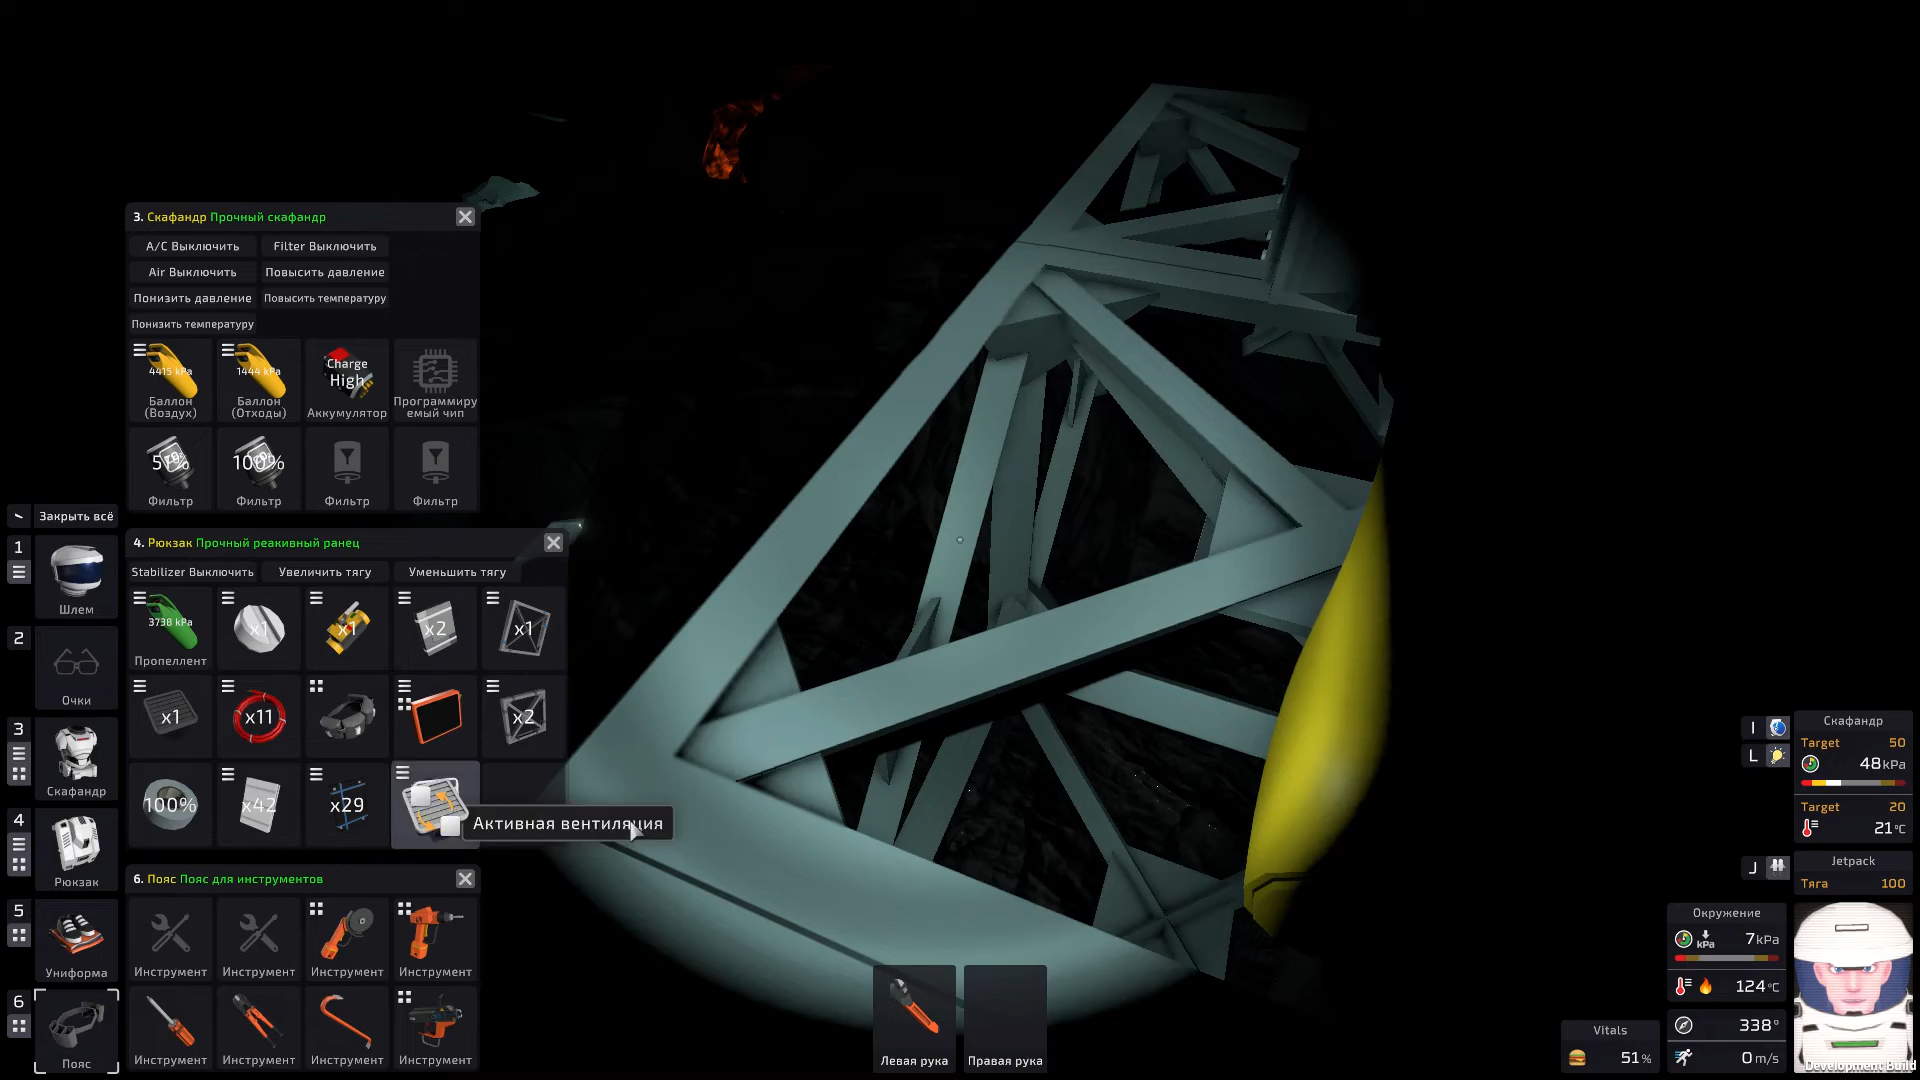 3. Скафандр Прочный скафандр
A/C Выключить
Filter Выключить
Air Выключить
Повысить давление
Понизить давление
Повысить температуру
Понизить температуру
4415 kPa
Баллон (Воздух)
1444 kPa
Баллон (Отходы)
Charge High
Аккумулятор
Программиру
емый чип
Фильтр
100%
Фильтр
Фильтр
Фильтр
Закрыть всё
1
Шлем
2
Очки
3
Скафандр
4
Рюкзак
5
Униформа
6
Пояс
4. Рюкзак Прочный реактивный ранец
Stabilizer Выключить
Увеличить тягу
Уменьшить тягу
3738 kPa
Пропеллент
x1
x1
x2
x1
x1
x11
x2
100%
x42
x29
Активная вентиляция
6. Пояс Пояс для инструментов
Инструмент
Инструмент
Инструмент
Инструмент
Инструмент
Инструмент
Инструмент
Инструмент
Левая рука
Правая рука
I
L
Скафандр
Target 50
48kPa
Target 20
21°C
J
Jetpack
Тяга 100
Окружение
kPa
7kPa
124°C
338°
0m/s
Vitals
51%
Development Build